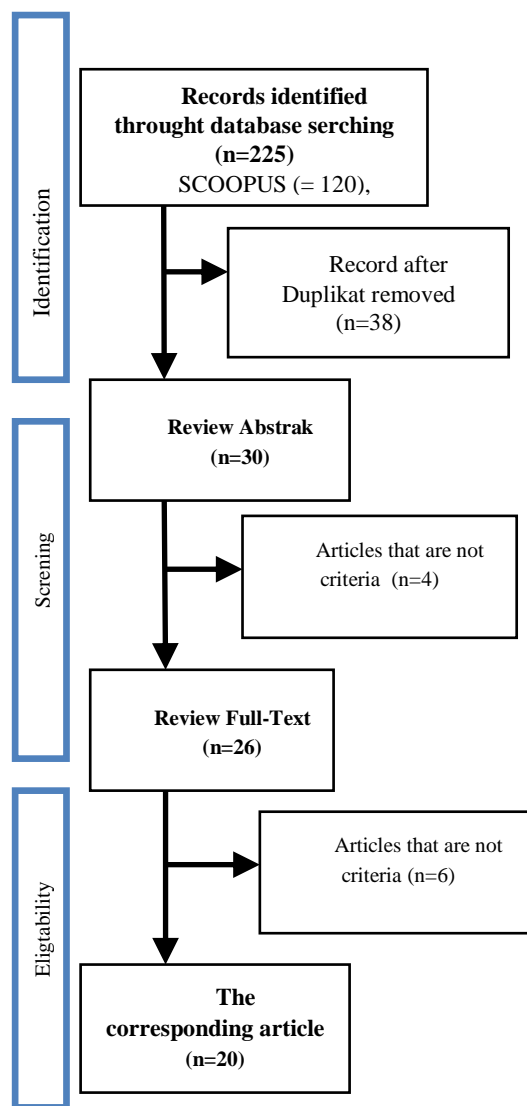 Identification
Records identified
throught database serching
(n=225)
SCOOPUS (= 120),
Record after
Duplikat removed
(n=38)
Review Abstrak
(n=30)
Screning
Articles that are not
criteria (n=4)
Review Full-Text
(n=26)
Eligtability
Articles that are not
criteria (n=6)
The
corresponding article
(n=20)